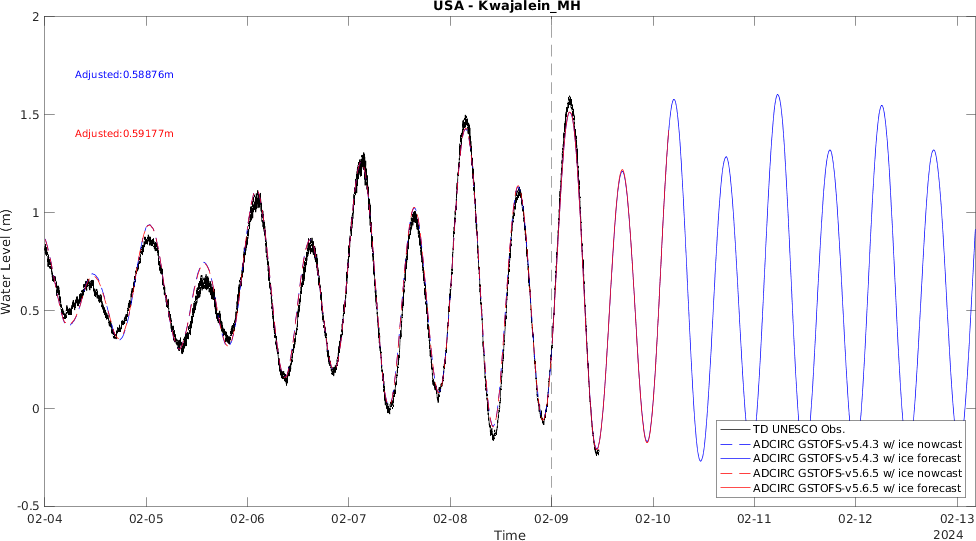 USA - Kwajalein_MH
2
1.5
1
0.5
0
-0.5
Water Level (m)
Adjusted:0.58876m
Adjusted:0.59177m
TD UNESCO Obs.
ADCIRC GSTOFS-v5.4.3 w/ ice nowcast
ADCIRC GSTOFS-v5.4.3 w/ ice forecast
ADCIRC GSTOFS-v5.6.5 w/ ice nowcast
ADCIRC GSTOFS-v5.6.5 w/ ice forecast
02-04 02-05 02-06 02-07 02-08 02-09 02-10 02-11 02-12 02-13
2024
Time